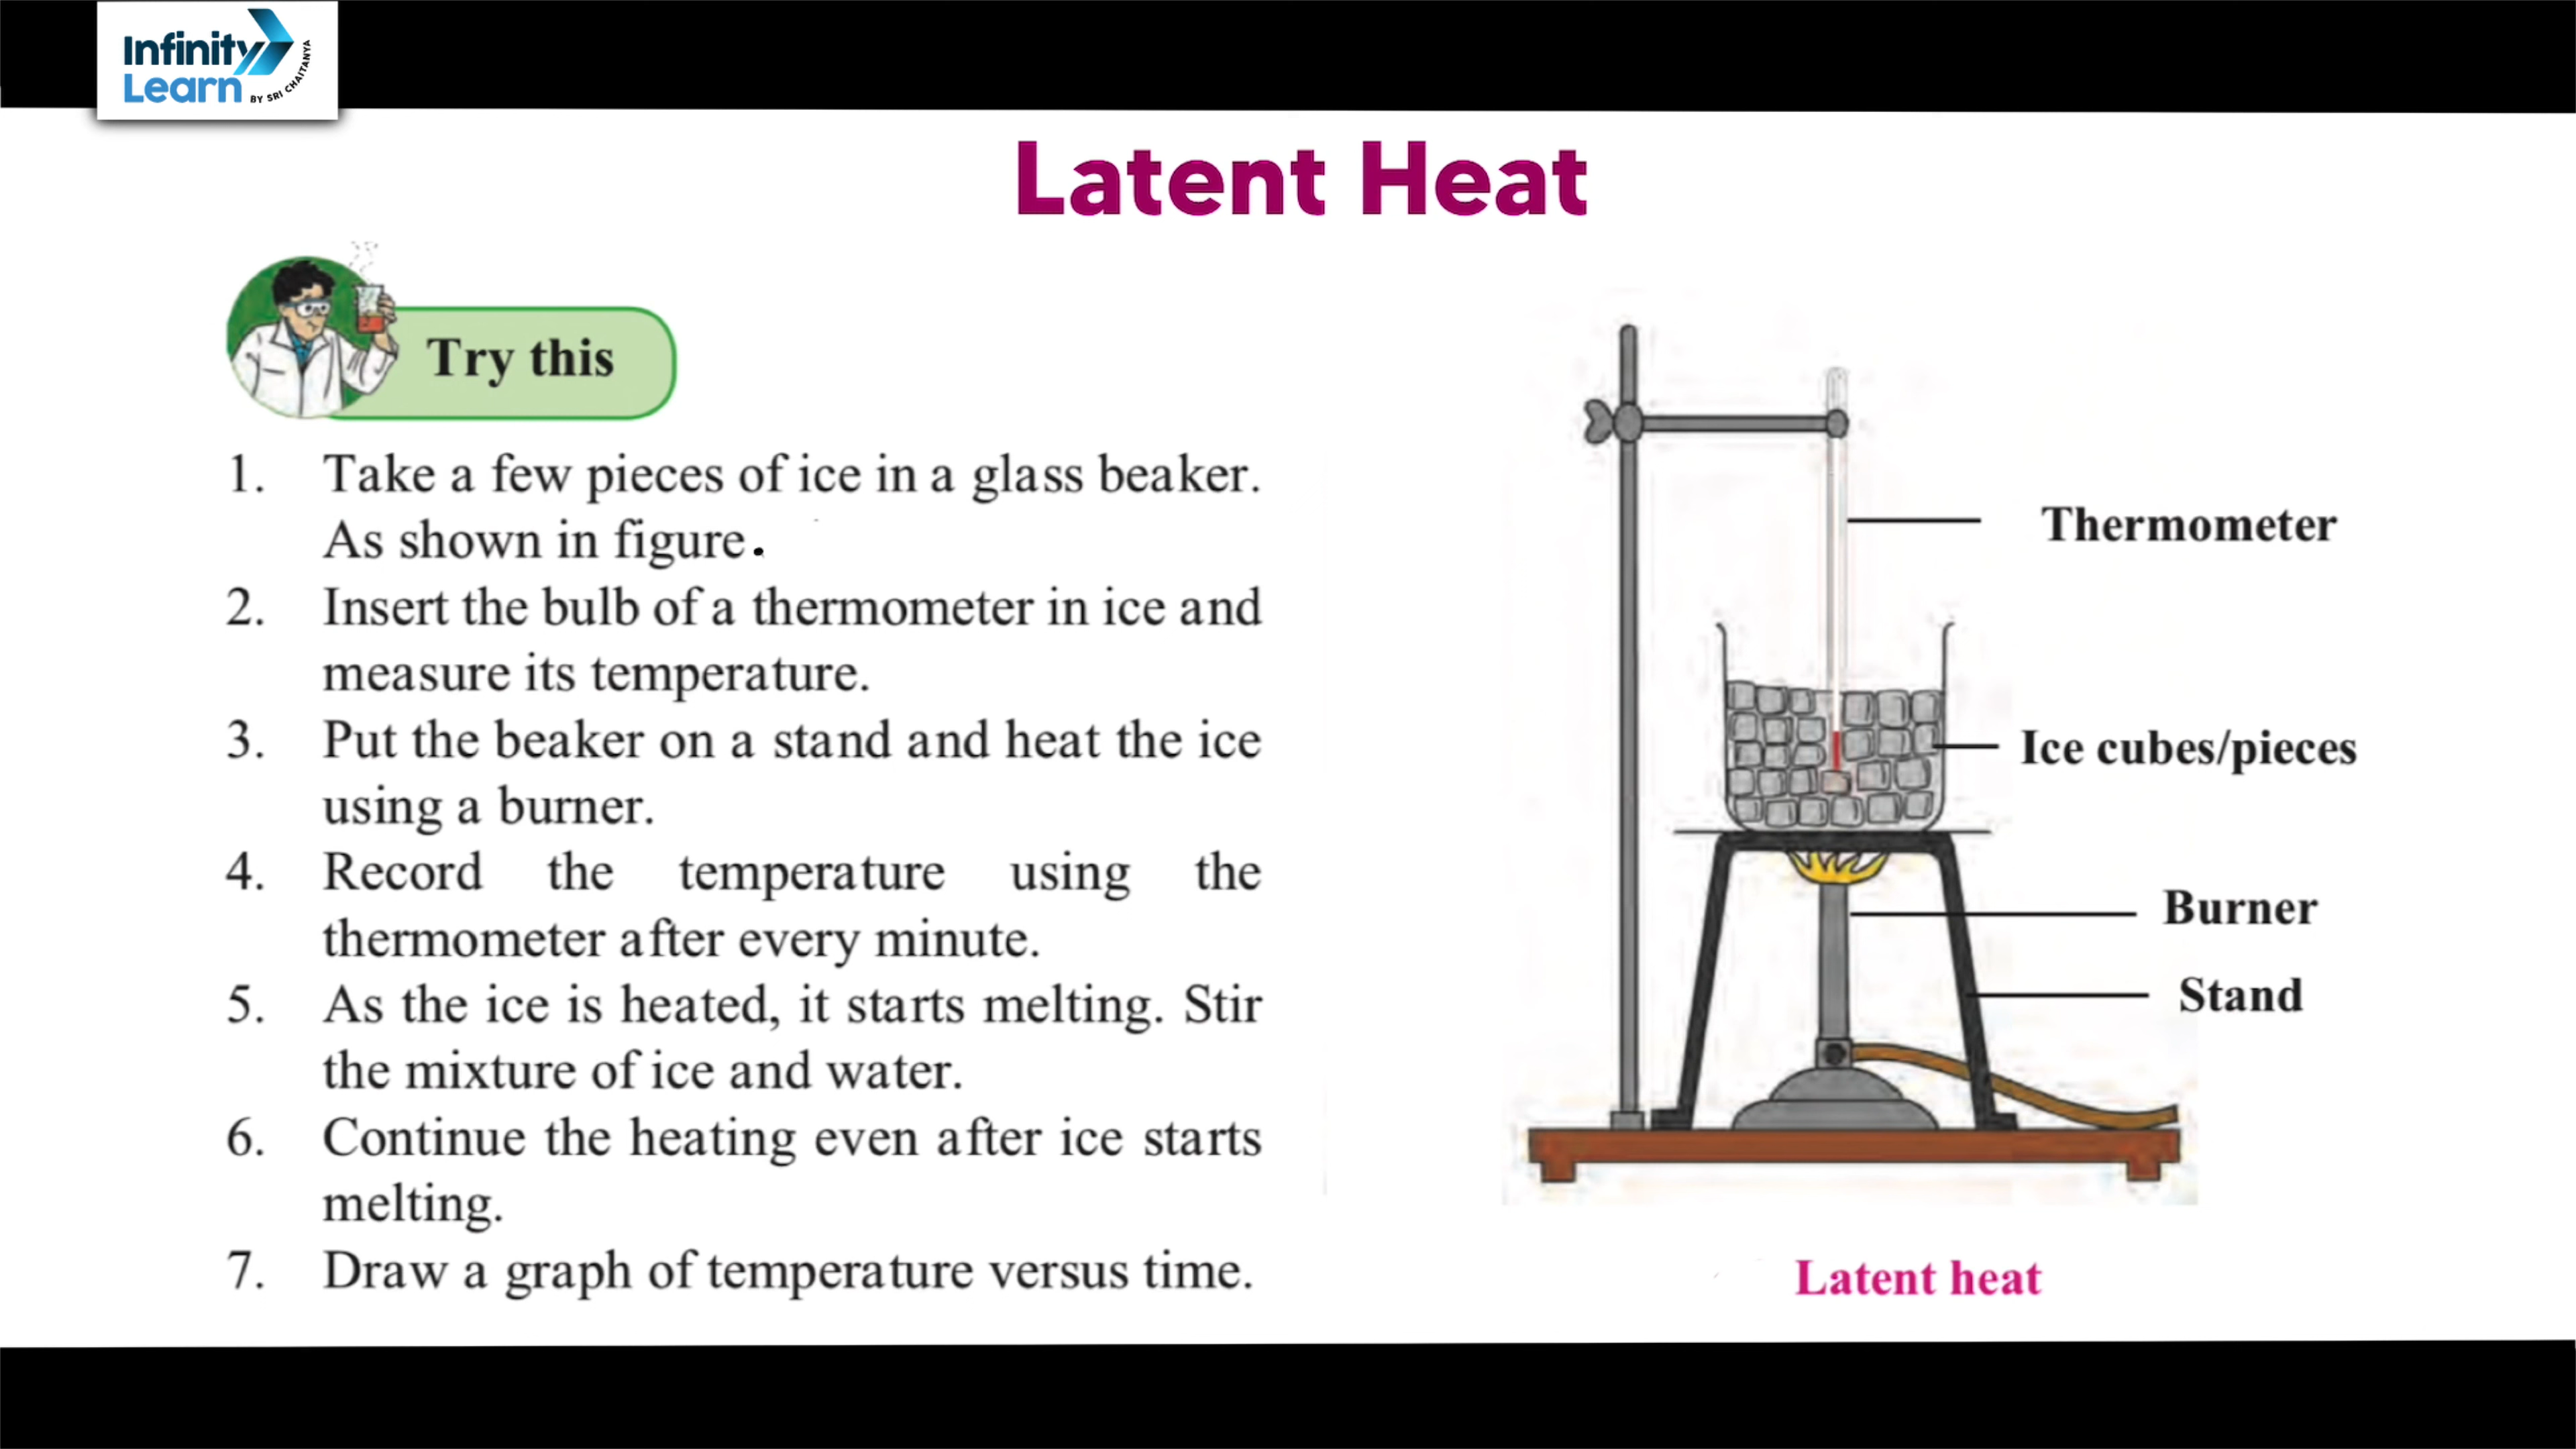 Infinity
Learn
BY SRI CHAITANYA
Latent Heat
Try this
1. Take a few pieces of ice in a glass beaker.
As shown in figure.
2. Insert the bulb of a thermometer in ice and
measure its temperature.
3. Put the beaker on a stand and heat the ice
using a burner.
4. Record the temperature using the
thermometer after every minute.
5. As the ice is heated, it starts melting. Stir
the mixture of ice and water.
6. Continue the heating even after ice starts
melting.
7. Draw a graph of temperature versus time.
Thermometer
Ice cubes/pieces
Burner
Stand
Latent heat